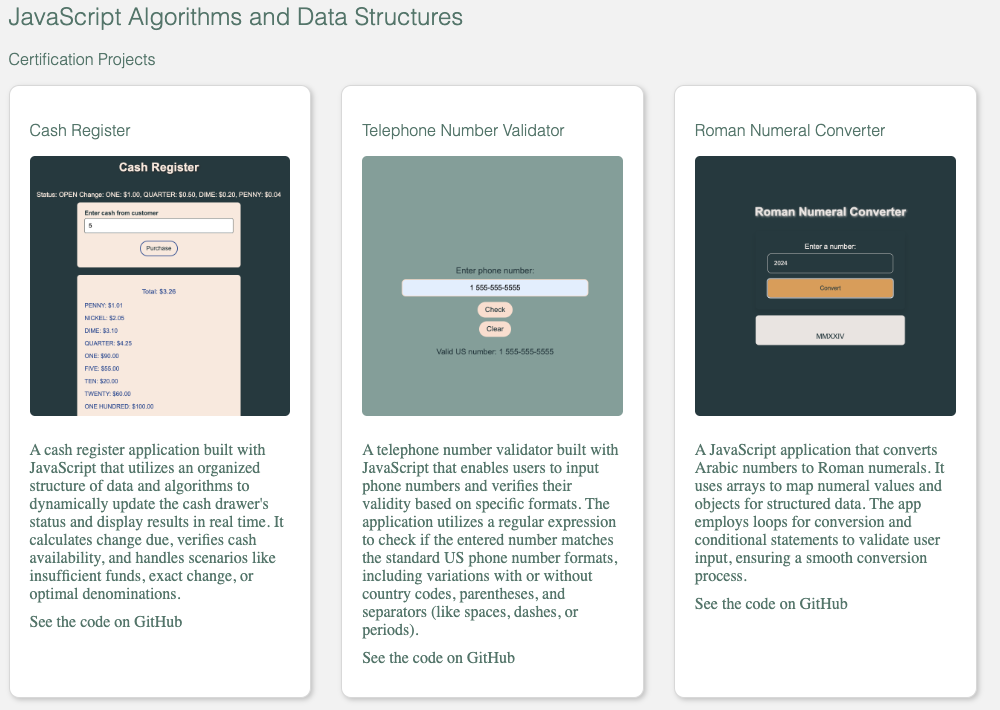 JavaScript Algorithms and Data Structures
Certification Projects
Cash Register
Cash Register
Status: OPEN Change: ONE: $1.00, QUARTER: $0.50, DIME: $0.20, PENNY: $0.04
Enter cash from customer
5
Purchase
Total: $3.26
PENNY: $1.01
NICKEL: $2.05
DIME: $3.10
QUARTER: $4.25
ONE: $90.00
FIVE: $55.00
TEN: $20.00
TWENTY: $60.00
ONE HUNDRED: $100.00
A cash register application built with
JavaScript that utilizes an organized
structure of data and algorithms to
dynamically update the cash drawer's
status and display results in real time. It
calculates change due, verifies cash
availability, and handles scenarios like
insufficient funds, exact change, or
optimal denominations.
See the code on GitHub
Telephone Number Validator
Enter phone number:
1 555-555-5555
Check
Clear
Valid US number: 1 555-555-5555
A telephone number validator built with
JavaScript that enables users to input
phone numbers and verifies their
validity based on specific formats. The
application utilizes a regular expression
to check if the entered number matches
the standard US phone number formats,
including variations with or without
country codes, parentheses, and
separators (like spaces, dashes, or
periods).
See the code on GitHub
Roman Numeral Converter
Roman Numeral Converter
Enter a number:
2024
Convert
MMXXIV
A JavaScript application that converts
Arabic numbers to Roman numerals. It
uses arrays to map numeral values and
objects for structured data. The app
employs loops for conversion and
conditional statements to validate user
input, ensuring a smooth conversion
process.
See the code on GitHub